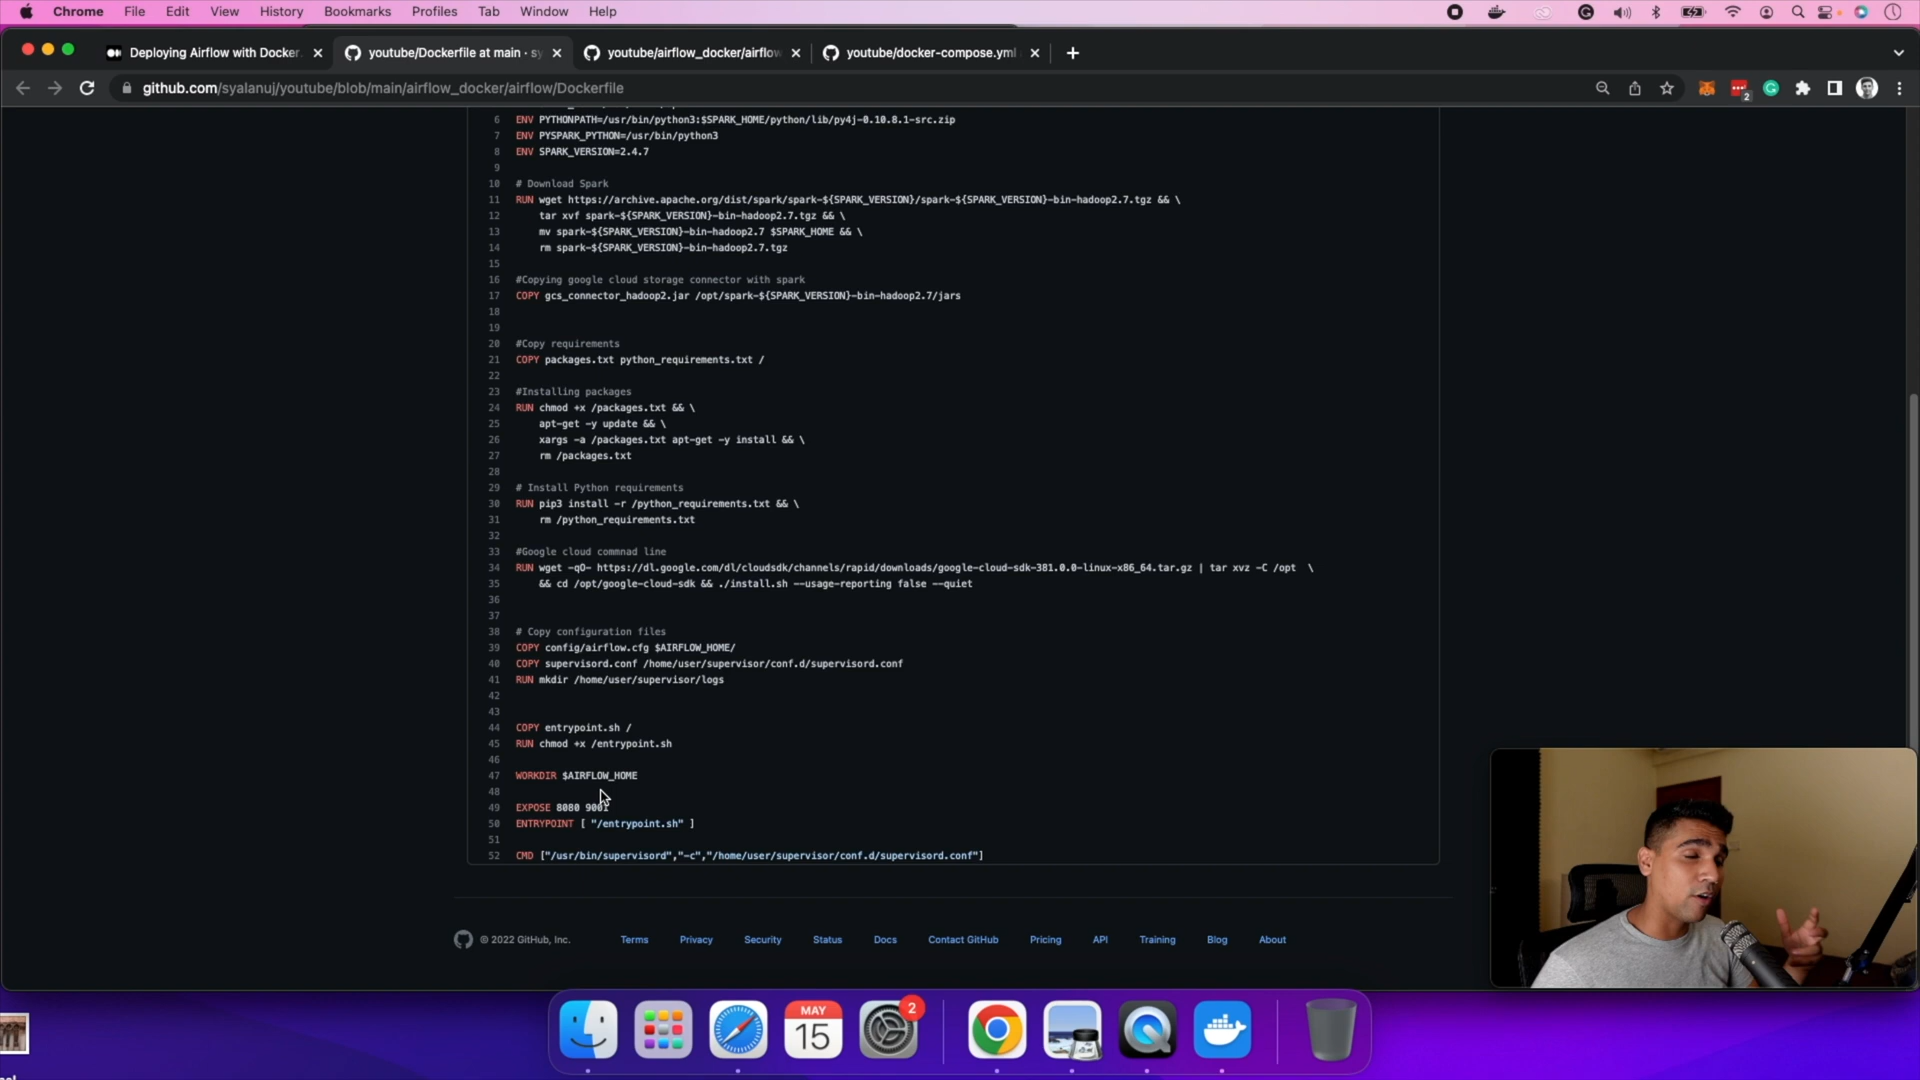 Chrome File Edit View History Bookmarks Profiles Tab Window Help
Deploying Airflow with Docker
youtube/Dockerfile at main · sy
youtube/airflow_docker/airflow
youtube/docker-compose.yml
github.com/syalanuj/youtube/blob/main/airflow_docker/airflow/Dockerfile
2
6 ENV PYTHONPATH=/usr/bin/python3:$SPARK_HOME/python/lib/py4j-0.10.8.1-src.zip
7 ENV PYSPARK_PYTHON=/usr/bin/python3
8 ENV SPARK_VERSION=2.4.7
9
10 # Download Spark
11 RUN wget https://archive.apache.org/dist/spark/spark-${SPARK_VERSION}/spark-${SPARK_VERSION}-bin-hadoop2.7.tgz && \
12 tar xvf spark-${SPARK_VERSION}-bin-hadoop2.7.tgz && \
13 mv spark-${SPARK_VERSION}-bin-hadoop2.7 $SPARK_HOME && \
14 rm spark-${SPARK_VERSION}-bin-hadoop2.7.tgz
15
16 #Copying google cloud storage connector with spark
17 COPY gcs_connector_hadoop2.jar /opt/spark-${SPARK_VERSION}-bin-hadoop2.7/jars
18
19
20 #Copy requirements
21 COPY packages.txt python_requirements.txt /
22
23 #Installing packages
24 RUN chmod +x /packages.txt && \
25 apt-get -y update && \
26 xargs -a /packages.txt apt-get -y install && \
27 rm /packages.txt
28
29 # Install Python requirements
30 RUN pip3 install -r /python_requirements.txt && \
31 rm /python_requirements.txt
32
33 #Google cloud commnad line
34 RUN wget -qO- https://dl.google.com/dl/cloudsdk/channels/rapid/downloads/google-cloud-sdk-381.0.0-linux-x86_64.tar.gz | tar xvz -C /opt \
35 && cd /opt/google-cloud-sdk && ./install.sh --usage-reporting false --quiet
36
37
38 # Copy configuration files
39 COPY config/airflow.cfg $AIRFLOW_HOME/
40 COPY supervisord.conf /home/user/supervisor/conf.d/supervisord.conf
41 RUN mkdir /home/user/supervisor/logs
42
43
44 COPY entrypoint.sh /
45 RUN chmod +x /entrypoint.sh
46
47 WORKDIR $AIRFLOW_HOME
48
49 EXPOSE 8080 9001
50 ENTRYPOINT [ "/entrypoint.sh" ]
51
52 CMD ["/usr/bin/supervisord","-c","/home/user/supervisor/conf.d/supervisord.conf"]
© 2022 GitHub, Inc. Terms Privacy Security Status Docs Contact GitHub Pricing API Training Blog About
MAY
15
2